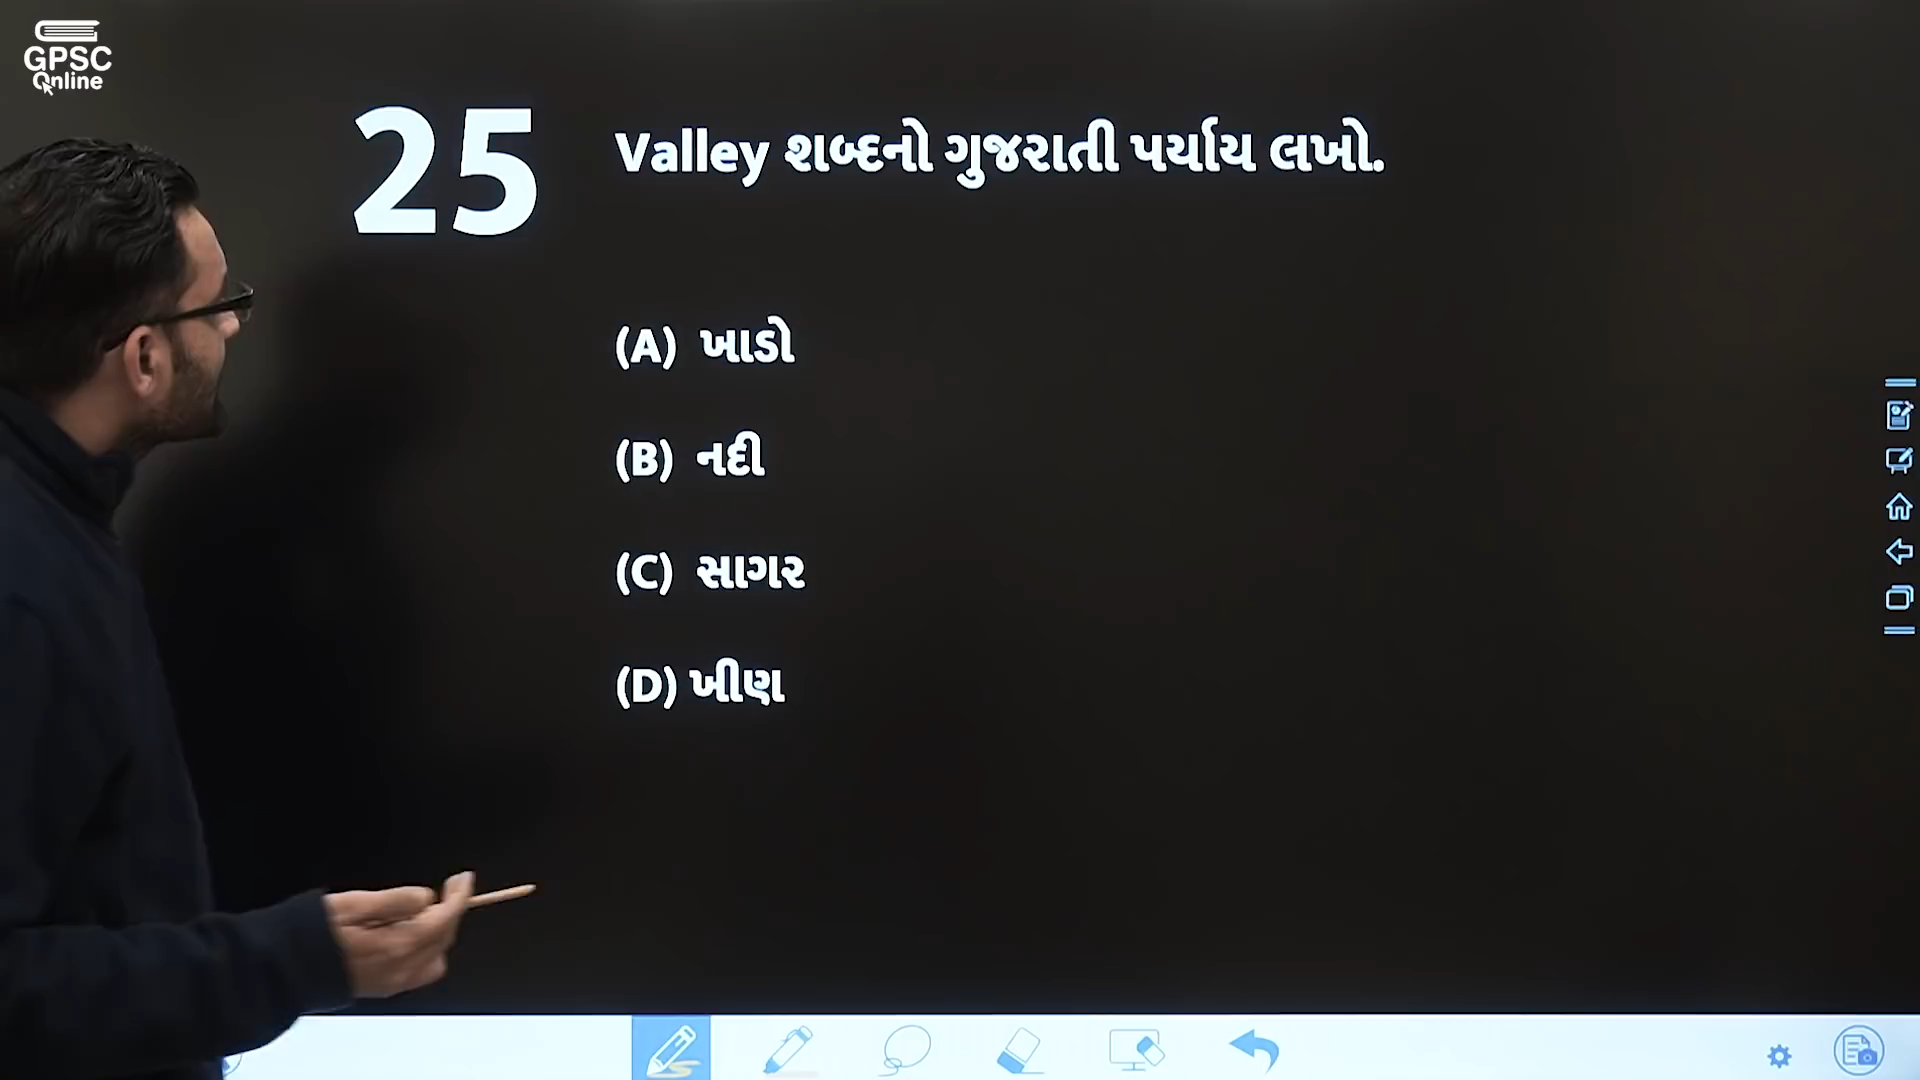 GPSC
Online
25
Valley શબ્દનો ગુજરાતી પર્યાય લખો.
(A) ખાડો
(B) નદી
(C) સાગર
(D) ખીણ